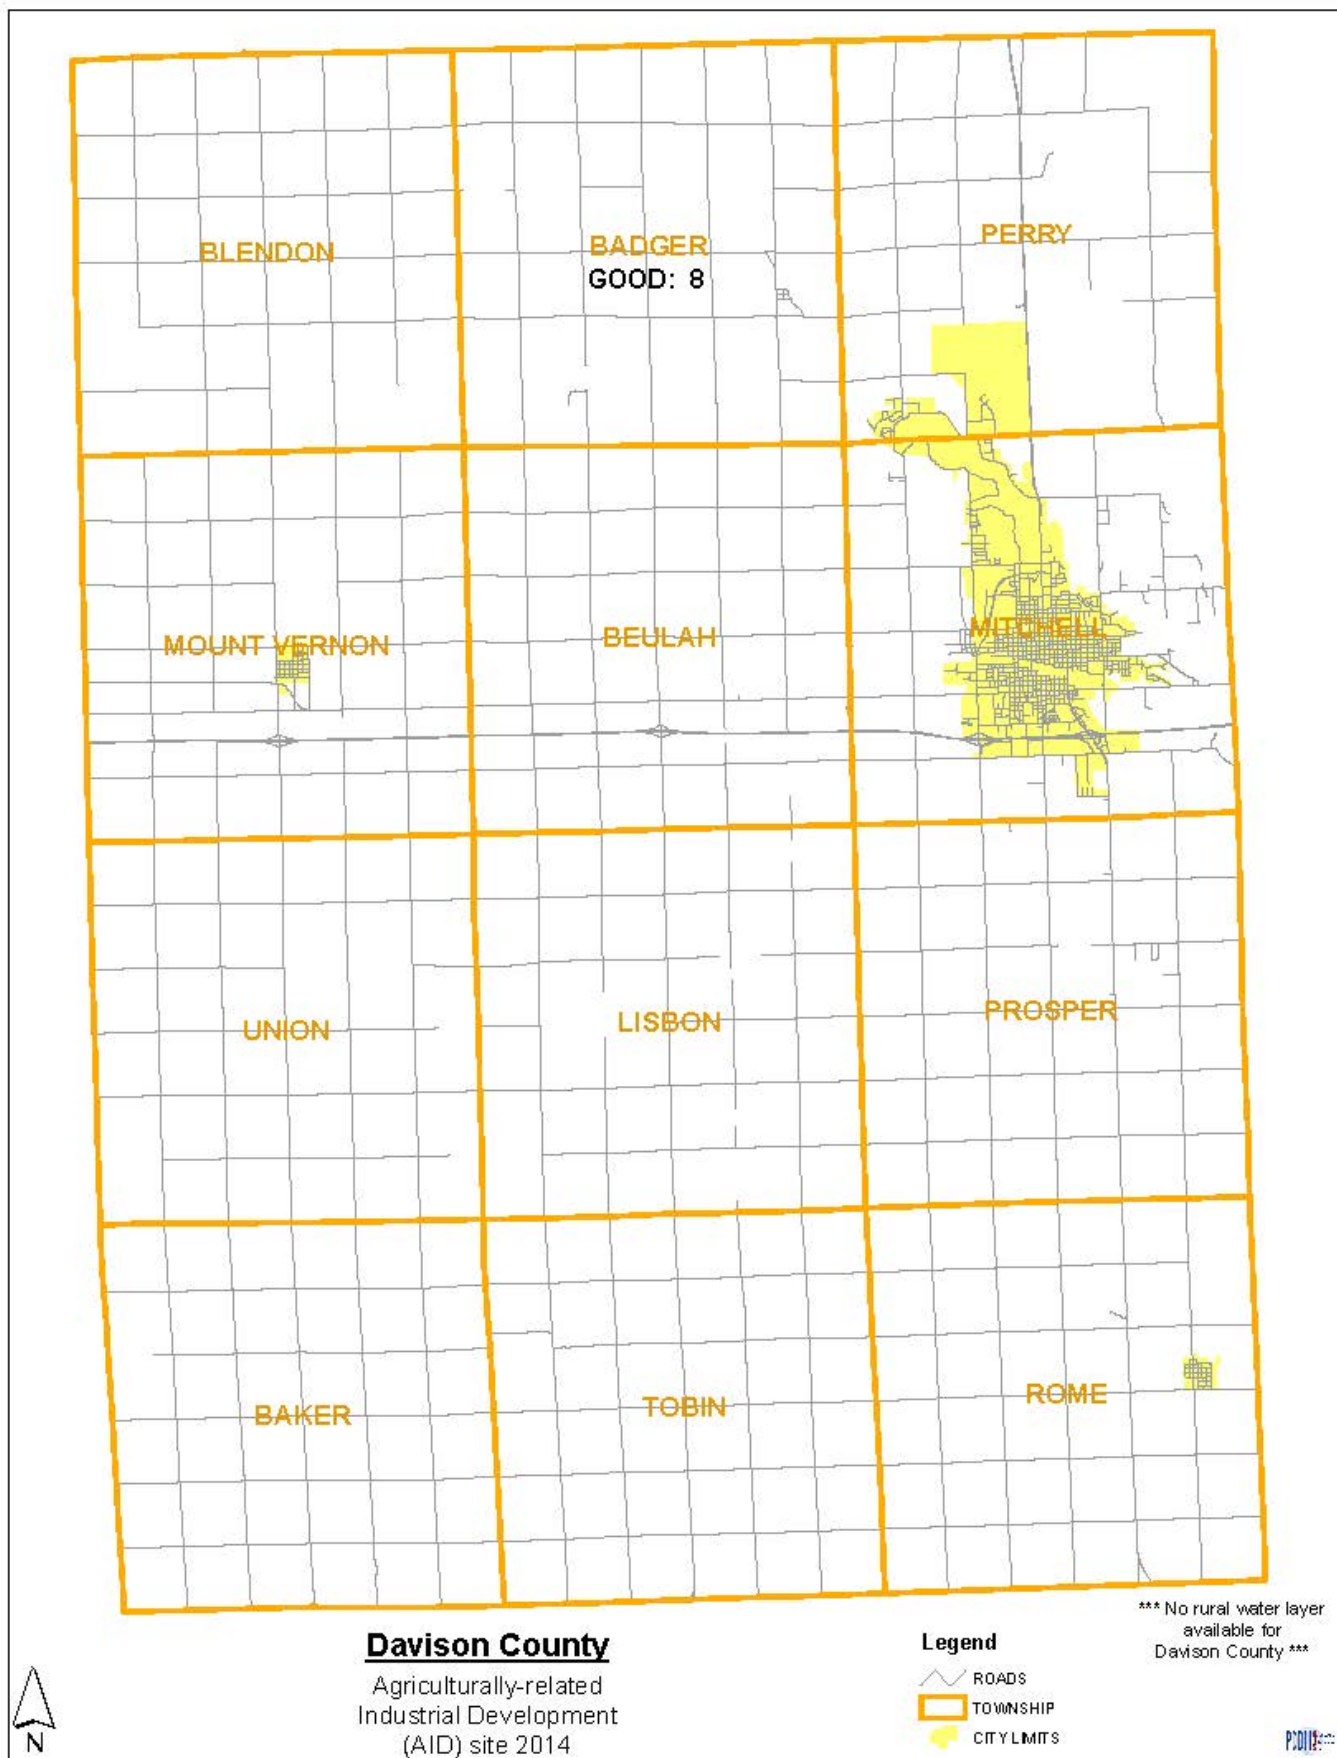 BLENDON
BADGER
GOOD: 8
PERRY
MOUNT VERNON
BEULAH
MITCHELL
UNION
LISBON
PROSPER
BAKER
TOBIN
ROME
*** No rural water layer
available for
Davison County ***
Davison County
Agriculturally-related
Industrial Development
(AID) site 2014
Legend
ROADS
TOWNSHIP
CITY LIMITS
N